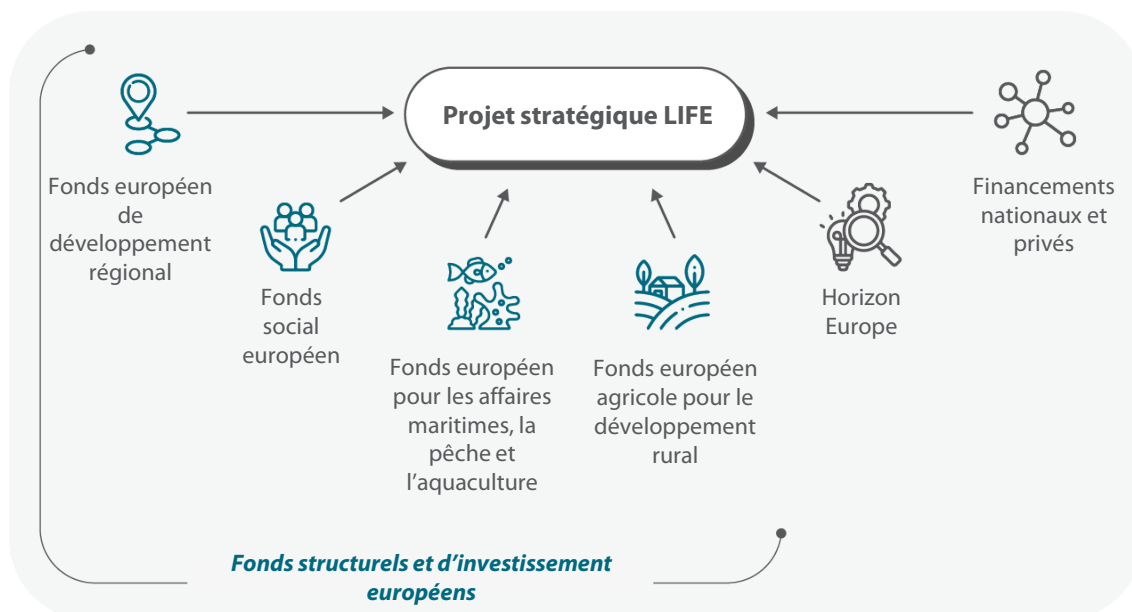 Projet stratégique LIFE
Fonds européen
de
développement
régional
Fonds
social
européen
Fonds européen
pour les affaires
maritimes, la
pêche et
l’aquaculture
Fonds européen
agricole pour le
développement
rural
Horizon
Europe
Financements
nationaux et
privés
Fonds structurels et d’investissement
européens